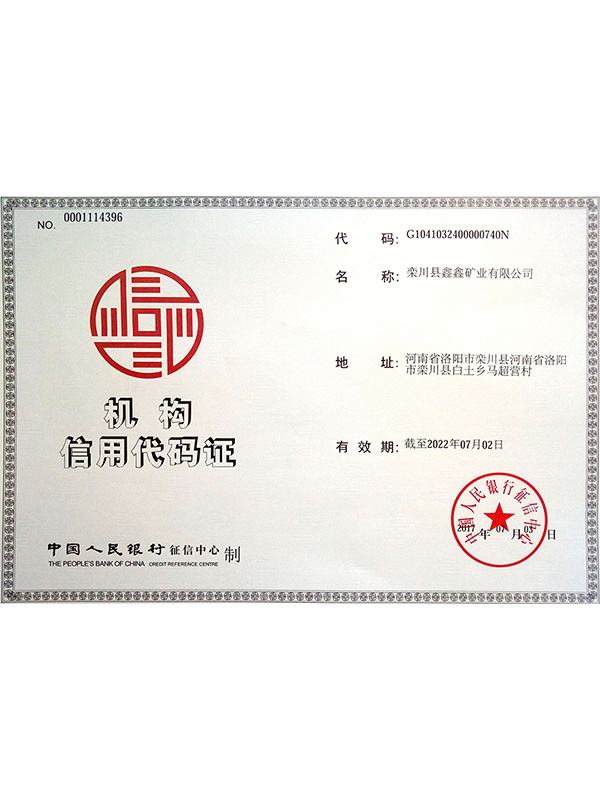 NO. 0001114396
机构
信用代码证
中国人民银行征信中心 制
THE PEOPLE'S BANK OF CHINA CREDIT REFERENCE CENTRE
代 码: G1041032400000740N
名 称: 栾川县鑫鑫矿业有限公司
地 址: 河南省洛阳市栾川县河南省洛阳
市栾川县白土乡马超营村
有 效 期: 截至2022年07月02日
中国人民银行征信中心
2017 年 07 月 03 日